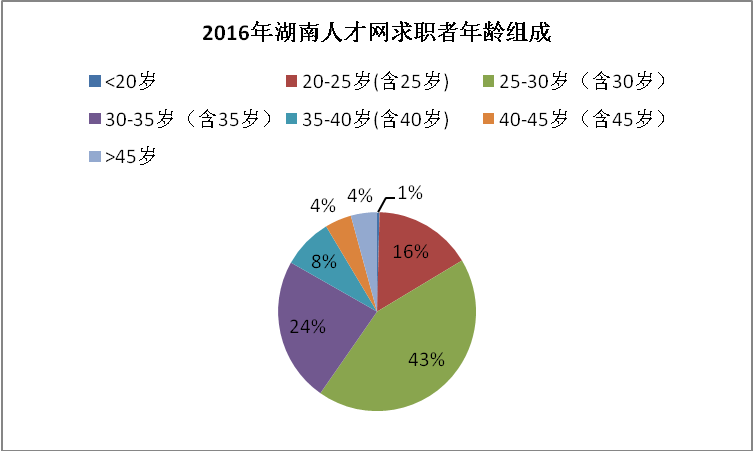 2016年湖南人才网求职者年龄组成
<20岁 20-25岁(含25岁) 25-30岁（含30岁）
30-35岁（含35岁） 35-40岁(含40岁) 40-45岁（含45岁）
>45岁
4% 4% 1%
16%
8%
24%
43%